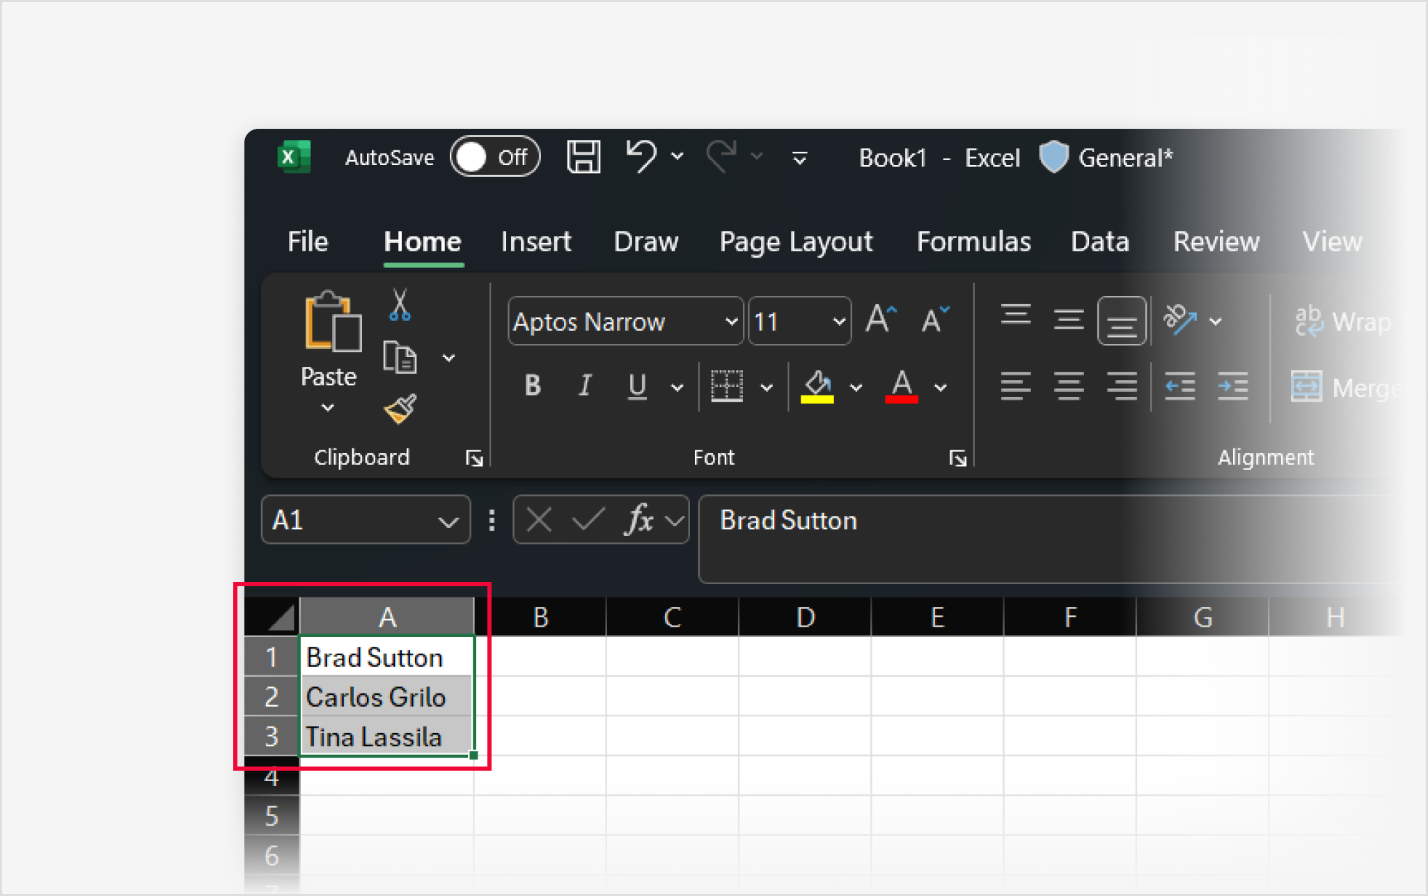 AutoSave Off Book1 - Excel General*
File Home Insert Draw Page Layout Formulas Data Review View
Aptos Narrow 11 A A ab Wrap
Paste B I U A Merge
Clipboard Font Alignment
A1 fx Brad Sutton
A B C D E F G H
1 Brad Sutton
2 Carlos Grilo
3 Tina Lassila
4
5
6